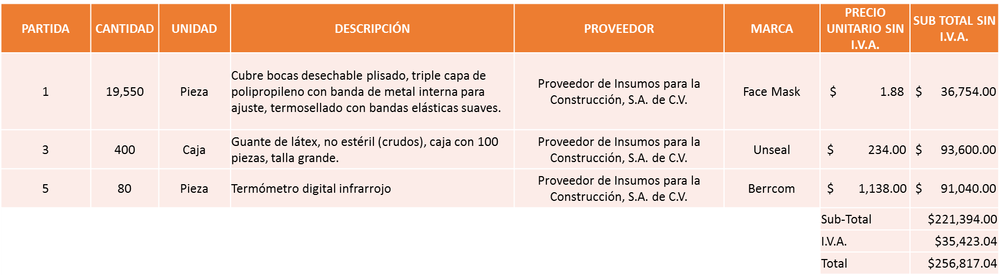 PARTIDA CANTIDAD UNIDAD DESCRIPCIÓN PROVEEDOR MARCA PRECIO UNITARIO SIN I.V.A. SUB TOTAL SIN I.V.A.
1 19,550 Pieza Cubre bocas desechable plisado, triple capa de
polipropileno con banda de metal interna para
ajuste, termosellado con bandas elásticas suaves.
Proveedor de Insumos para la
Construcción, S.A. de C.V.
Face Mask $ 1.88 $ 36,754.00
3 400 Caja Guante de látex, no estéril (crudos), caja con 100
piezas, talla grande.
Proveedor de Insumos para la
Construcción, S.A. de C.V.
Unseal $ 234.00 $ 93,600.00
5 80 Pieza Termómetro digital infrarrojo
Proveedor de Insumos para la
Construcción, S.A. de C.V.
Berrcom $ 1,138.00 $ 91,040.00
Sub-Total $221,394.00
I.V.A. $35,423.04
Total $256,817.04